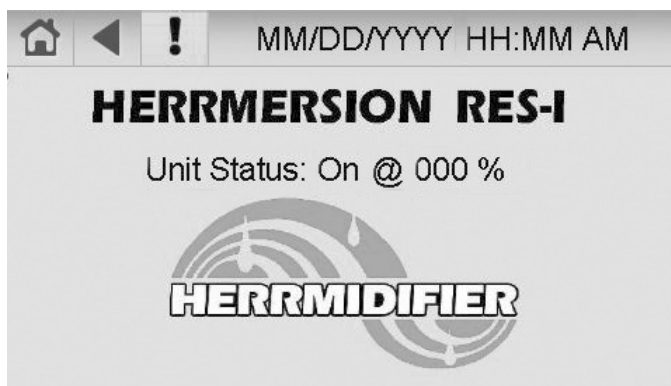 ! MM/DD/YYYY HH:MM AM
HERRMERSION RES-I
Unit Status: On @ 000 %
HERRMIDIFIER